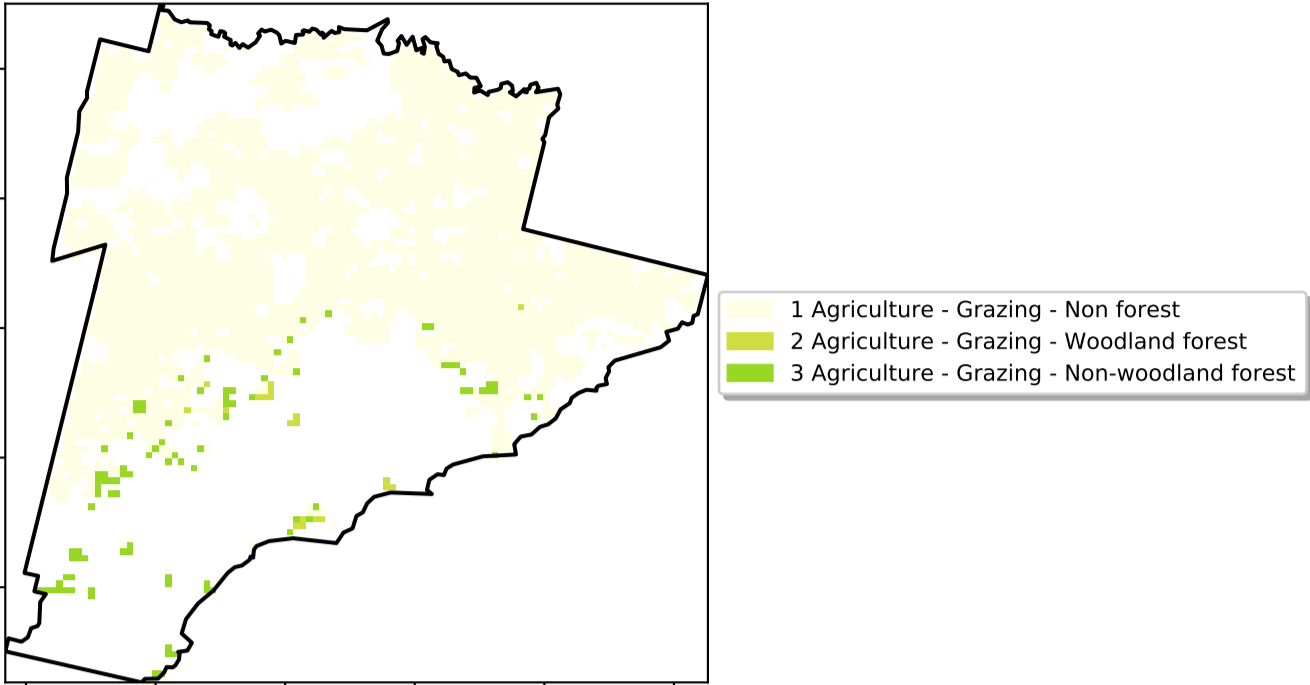 1 Agriculture - Grazing - Non forest
2 Agriculture - Grazing - Woodland forest
3 Agriculture - Grazing - Non-woodland forest